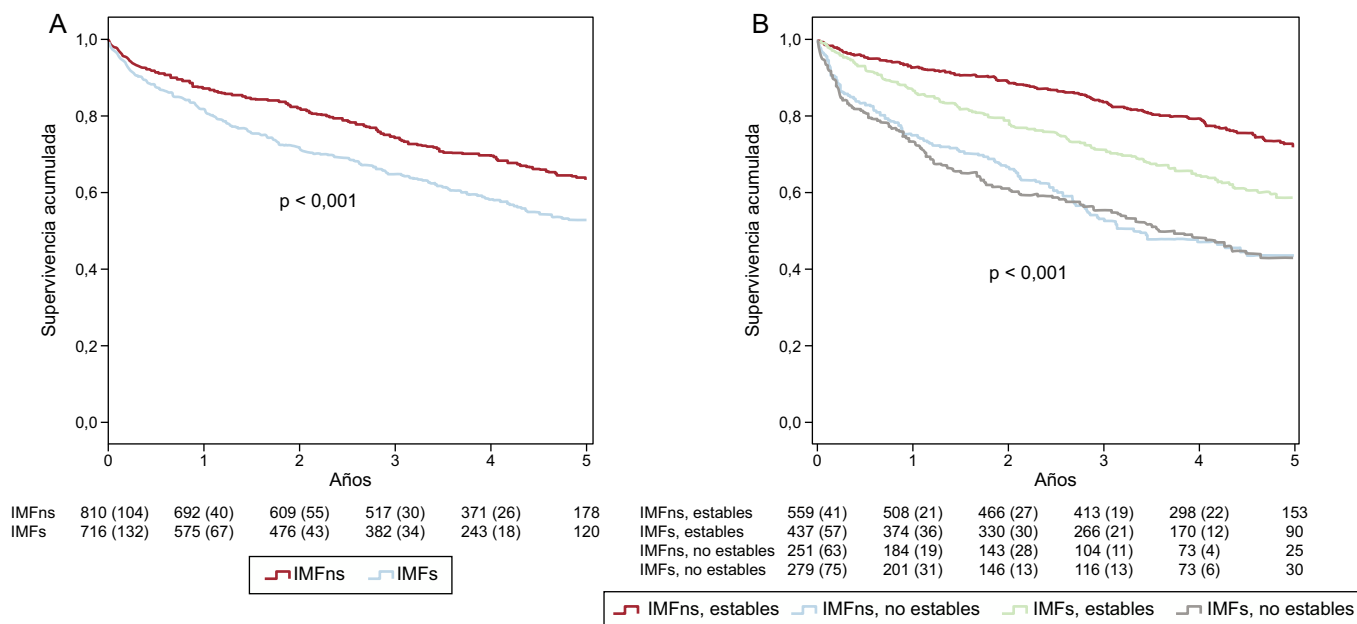 A
1,0
0,8
0,6
0,4
0,2
0,0
Supervivencia acumulada
p < 0,001
0 1 2 3 4 5
Años
IMFns 810 (104) 692 (40) 609 (55) 517 (30) 371 (26) 178
IMFs 716 (132) 575 (67) 476 (43) 382 (34) 243 (18) 120
IMFns IMFs
B
1,0
0,8
0,6
0,4
0,2
0,0
Supervivencia acumulada
p < 0,001
0 1 2 3 4 5
Años
IMFns, estables 559 (41) 508 (21) 466 (27) 413 (19) 298 (22) 153
IMFs, estables 437 (57) 374 (36) 330 (30) 266 (21) 170 (12) 90
IMFns, no estables 251 (63) 184 (19) 143 (28) 104 (11) 73 (4) 25
IMFs, no estables 279 (75) 201 (31) 146 (13) 116 (13) 73 (6) 30
IMFns, estables IMFns, no estables IMFs, estables IMFs, no estables